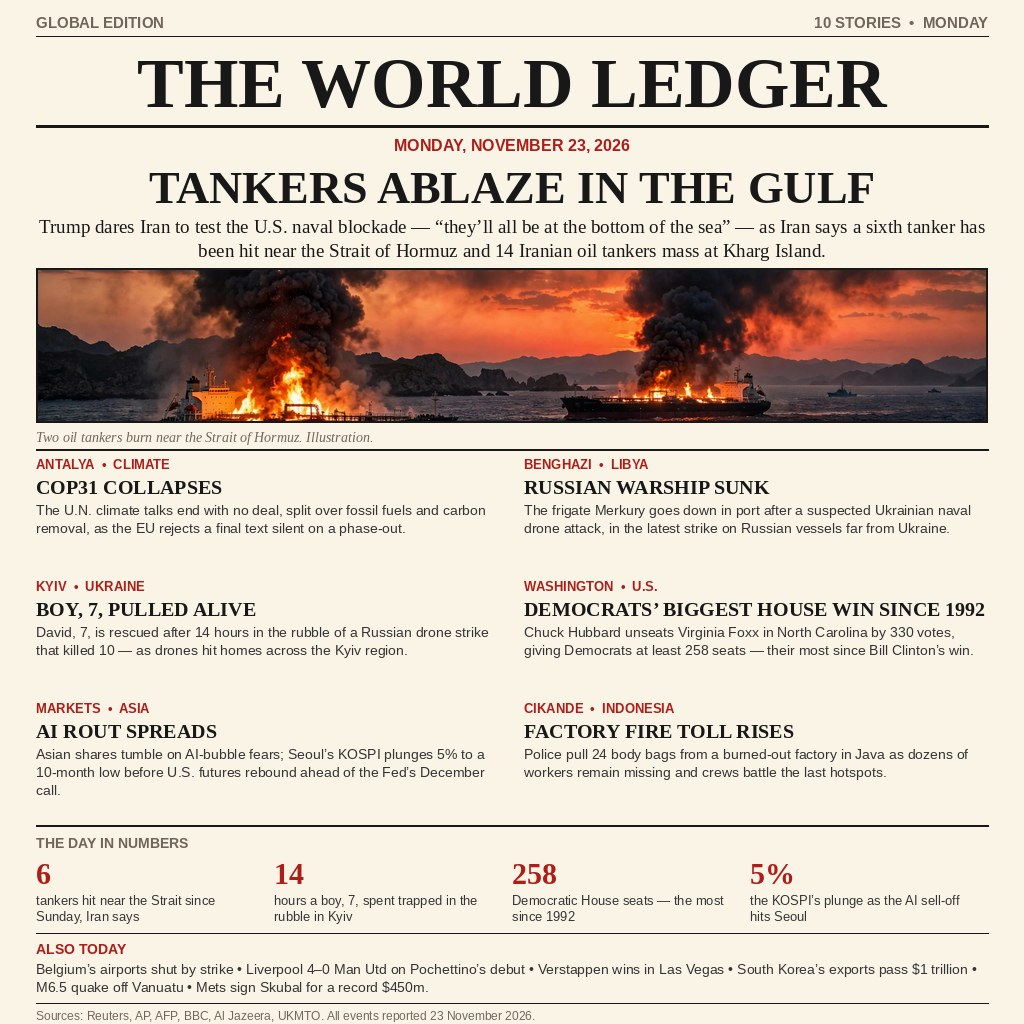 GLOBAL EDITION
10 STORIES • MONDAY
THE WORLD LEDGER
MONDAY, NOVEMBER 23, 2026
TANKERS ABLAZE IN THE GULF
Trump dares Iran to test the U.S. naval blockade — “they’ll all be at the bottom of the sea” — as Iran says a sixth tanker has
been hit near the Strait of Hormuz and 14 Iranian oil tankers mass at Kharg Island.
Two oil tankers burn near the Strait of Hormuz. Illustration.
ANTALYA • CLIMATE
COP31 COLLAPSES
The U.N. climate talks end with no deal, split over fossil fuels and carbon
removal, as the EU rejects a final text silent on a phase-out.
BENGHAZI • LIBYA
RUSSIAN WARSHIP SUNK
The frigate Merkury goes down in port after a suspected Ukrainian naval
drone attack, in the latest strike on Russian vessels far from Ukraine.
KYIV • UKRAINE
BOY, 7, PULLED ALIVE
David, 7, is rescued after 14 hours in the rubble of a Russian drone strike
that killed 10 — as drones hit homes across the Kyiv region.
WASHINGTON • U.S.
DEMOCRATS’ BIGGEST HOUSE WIN SINCE 1992
Chuck Hubbard unseats Virginia Foxx in North Carolina by 330 votes,
giving Democrats at least 258 seats — their most since Bill Clinton’s win.
MARKETS • ASIA
AI ROUT SPREADS
Asian shares tumble on AI-bubble fears; Seoul’s KOSPI plunges 5% to a
10-month low before U.S. futures rebound ahead of the Fed’s December
call.
CIKANDE • INDONESIA
FACTORY FIRE TOLL RISES
Police pull 24 body bags from a burned-out factory in Java as dozens of
workers remain missing and crews battle the last hotspots.
THE DAY IN NUMBERS
6
tankers hit near the Strait since
Sunday, Iran says
14
hours a boy, 7, spent trapped in the
rubble in Kyiv
258
Democratic House seats — the most
since 1992
5%
the KOSPI’s plunge as the AI sell-off
hits Seoul
ALSO TODAY
Belgium’s airports shut by strike • Liverpool 4–0 Man Utd on Pochettino’s debut • Verstappen wins in Las Vegas • South Korea’s exports pass $1 trillion •
M6.5 quake off Vanuatu • Mets sign Skubal for a record $450m.
Sources: Reuters, AP, AFP, BBC, Al Jazeera, UKMTO. All events reported 23 November 2026.